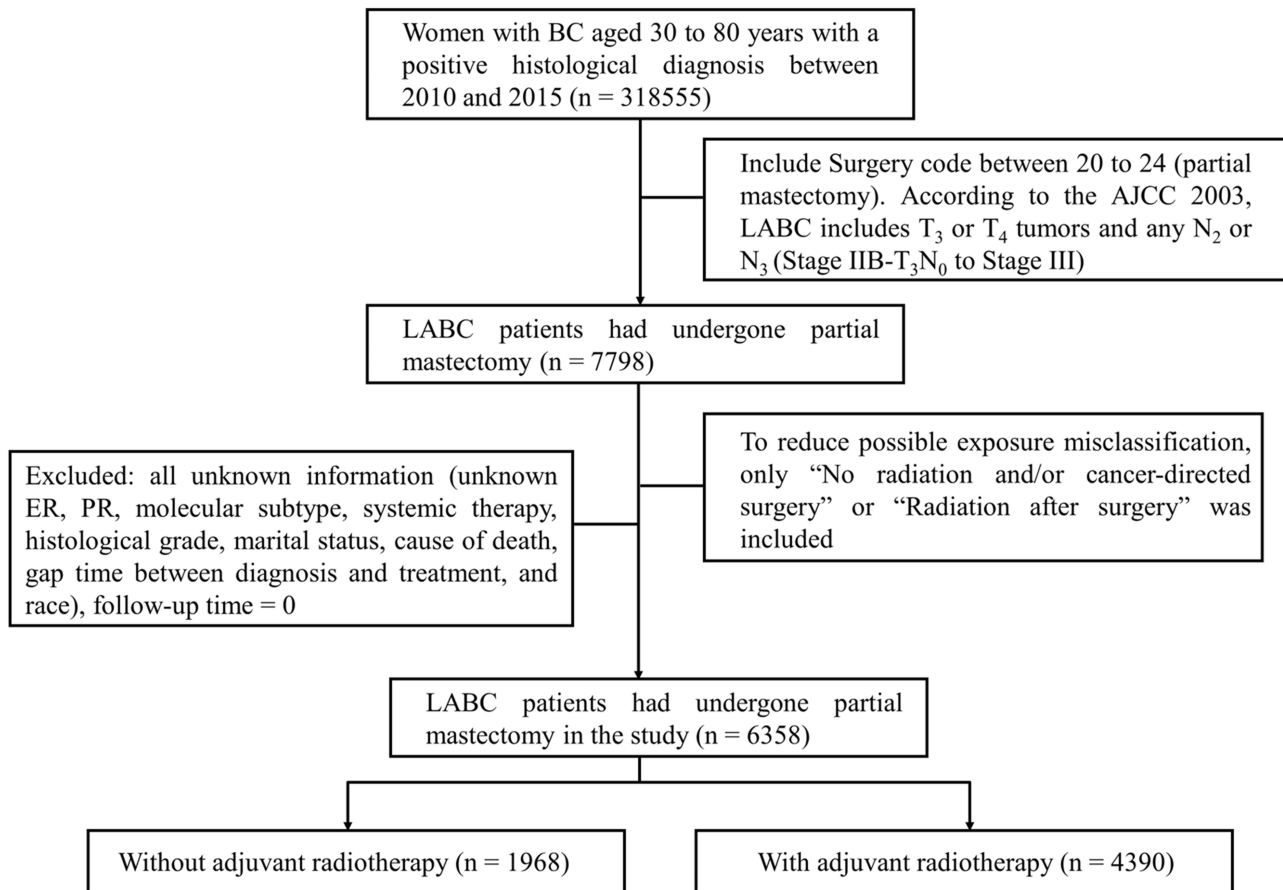 Women with BC aged 30 to 80 years with a
positive histological diagnosis between
2010 and 2015 (n = 318555)
Include Surgery code between 20 to 24 (partial
mastectomy). According to the AJCC 2003,
LABC includes T₃ or T₄ tumors and any N₂ or
N₃ (Stage IIB-T₃N₀ to Stage III)
LABC patients had undergone partial
mastectomy (n = 7798)
To reduce possible exposure misclassification,
only “No radiation and/or cancer-directed
surgery” or “Radiation after surgery” was
included
Excluded: all unknown information (unknown
ER, PR, molecular subtype, systemic therapy,
histological grade, marital status, cause of death,
gap time between diagnosis and treatment, and
race), follow-up time = 0
LABC patients had undergone partial
mastectomy in the study (n = 6358)
Without adjuvant radiotherapy (n = 1968)
With adjuvant radiotherapy (n = 4390)